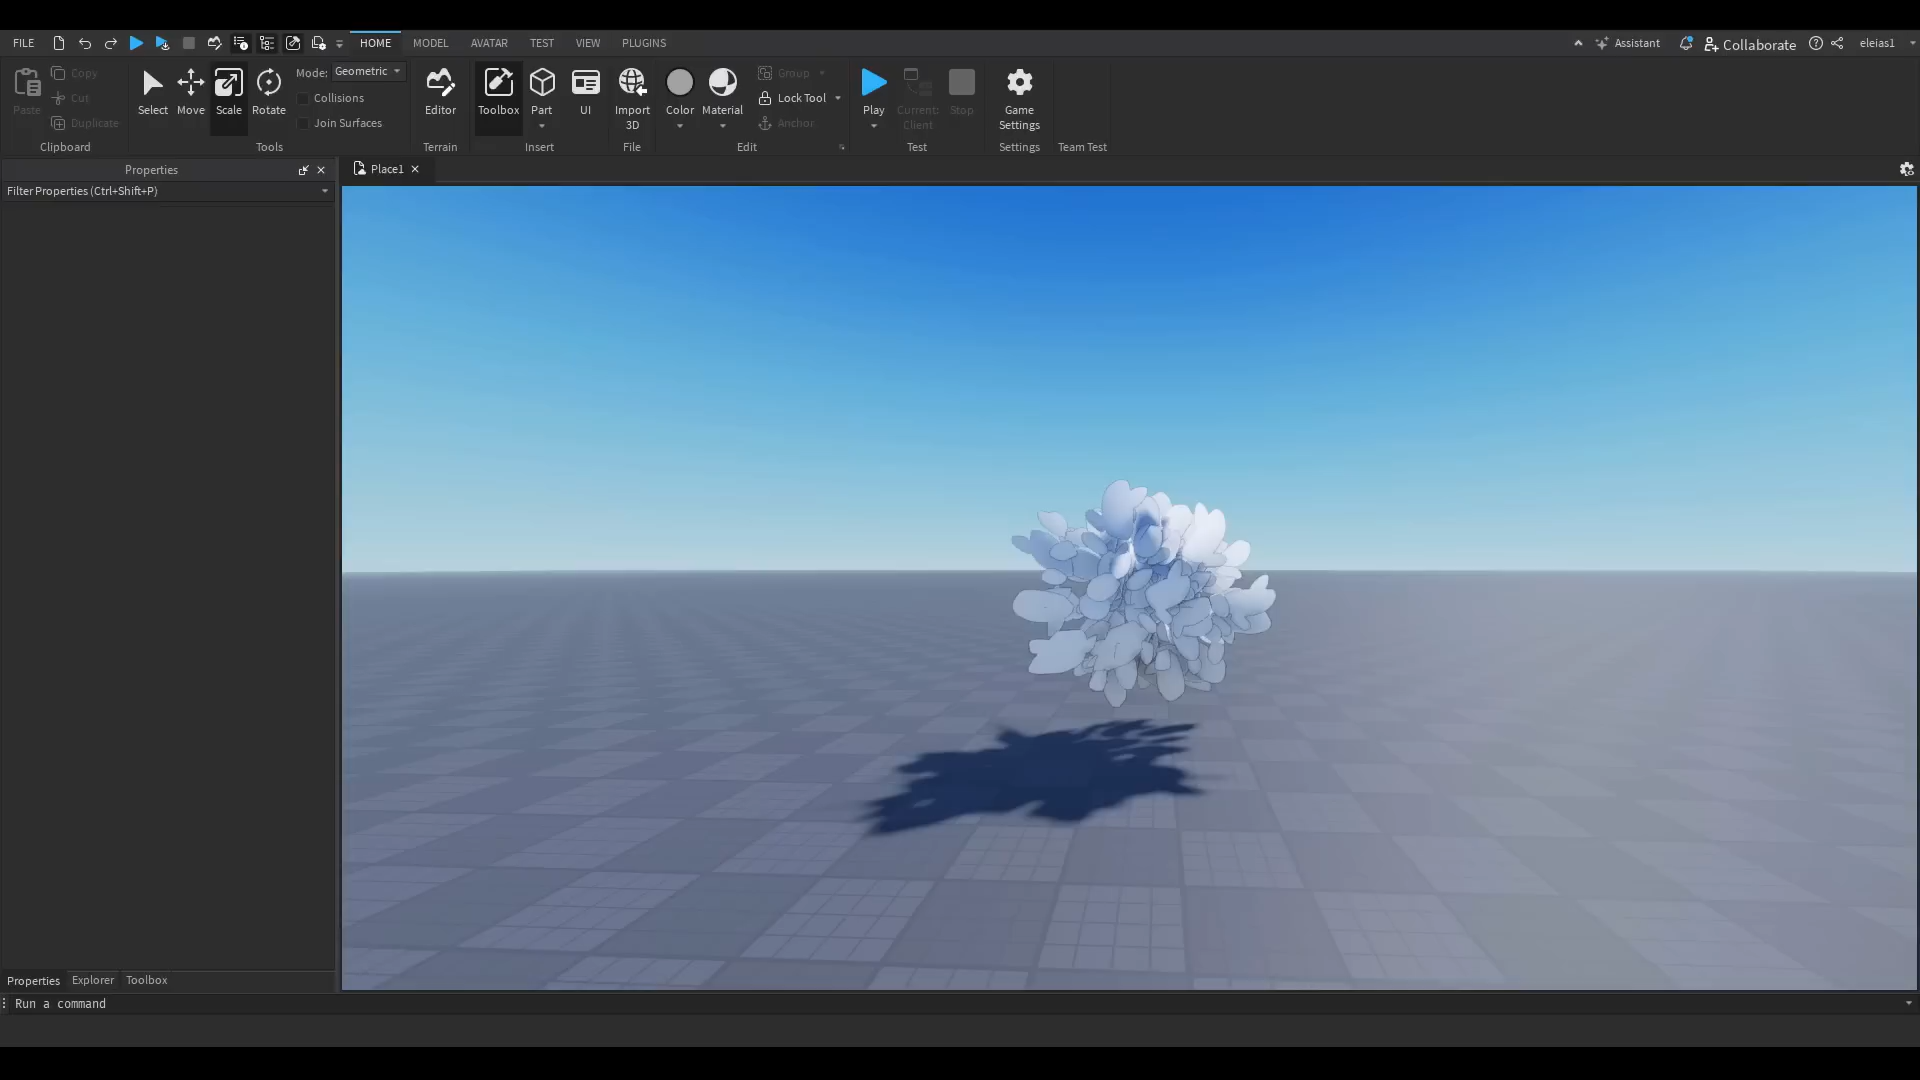 FILE HOME MODEL AVATAR TEST VIEW PLUGINS Assistant Collaborate eleias1
Paste Copy Cut Duplicate
Clipboard
Select Move Scale Rotate
Mode: Geometric
Collisions
Join Surfaces
Tools
Editor
Terrain
Toolbox Part UI
Insert
Import
3D
File
Color Material
Group
Lock Tool
Anchor
Edit
Play
Current:
Client
Stop
Test
Game
Settings
Settings
Team Test
Properties
Place1
Filter Properties (Ctrl+Shift+P)
Properties Explorer Toolbox
Run a command